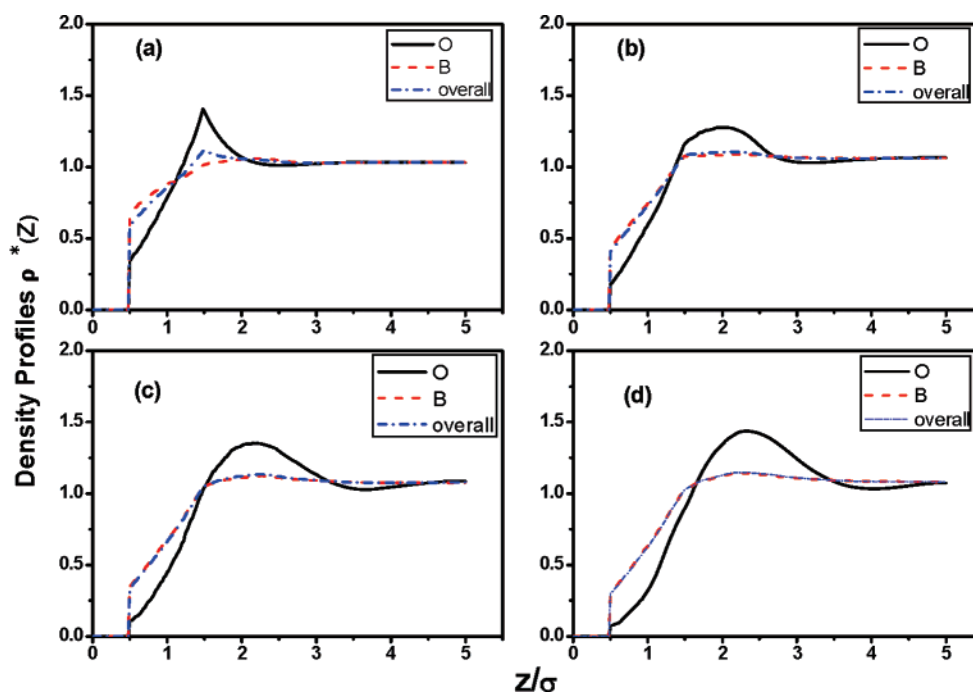 2.0 (a) O 2.0 (b) O
B B
overall overall
1.5 1.5
1.0 1.0
0.5 0.5
0.0 0.0
0 1 2 3 4 5 0 1 2 3 4 5
Density Profiles ρ*(Z)
2.0 (c) O 2.0 (d) O
B B
overall overall
1.5 1.5
1.0 1.0
0.5 0.5
0.0 0.0
0 1 2 3 4 5 0 1 2 3 4 5
z/σ